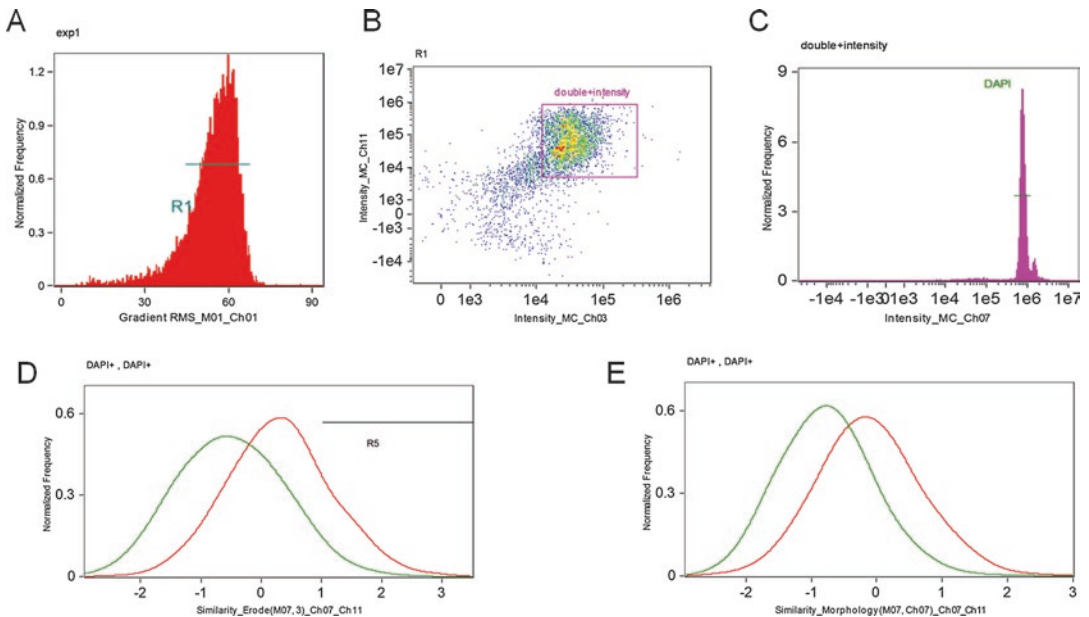 A
exp1
Normalized Frequency
1.2
0.9
0.6
0.3
0
R1
0 30 60 90
Gradient RMS_M01_Ch01
B
R1
Intensity_MC_Ch11
1e7
1e6
1e5
1e4
1e3
0
-1e3
-1e4
double+intensity
0 1e3 1e4 1e5 1e6
Intensity_MC_Ch03
C
double+intensity
Normalized Frequency
9
6
3
0
DAPI
-1e4 -1e3 0 1e3 1e4 1e5 1e6 1e7
Intensity_MC_Ch07
D
DAPI+ , DAPI+
Normalized Frequency
0.6
0.3
0
R5
-2 -1 0 1 2 3
Similarity_Erode(M07,3)_Ch07_Ch11
E
DAPI+ , DAPI+
Normalized Frequency
0.6
0.3
0
-2 -1 0 1 2 3
Similarity_Morphology(M07,Ch07)_Ch07_Ch11